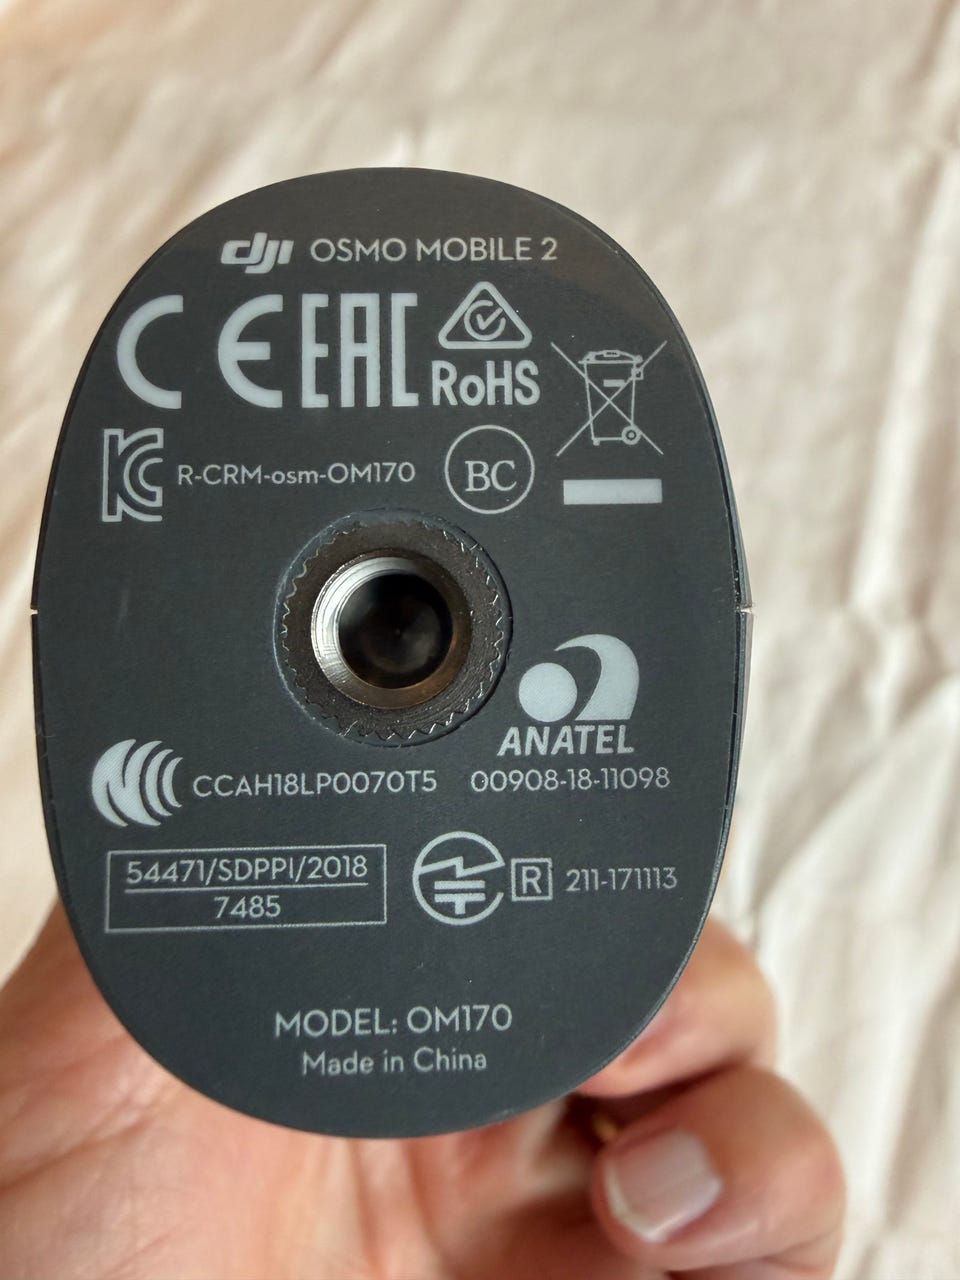 dji OSMO MOBILE 2
CE EAC RoHS
KC R-CRM-osm-OM170 BC
ANATEL
CCAH18LP0070T5 00908-18-11098
54471/SDPPI/2018
7485
R 211-171113
MODEL: OM170
Made in China